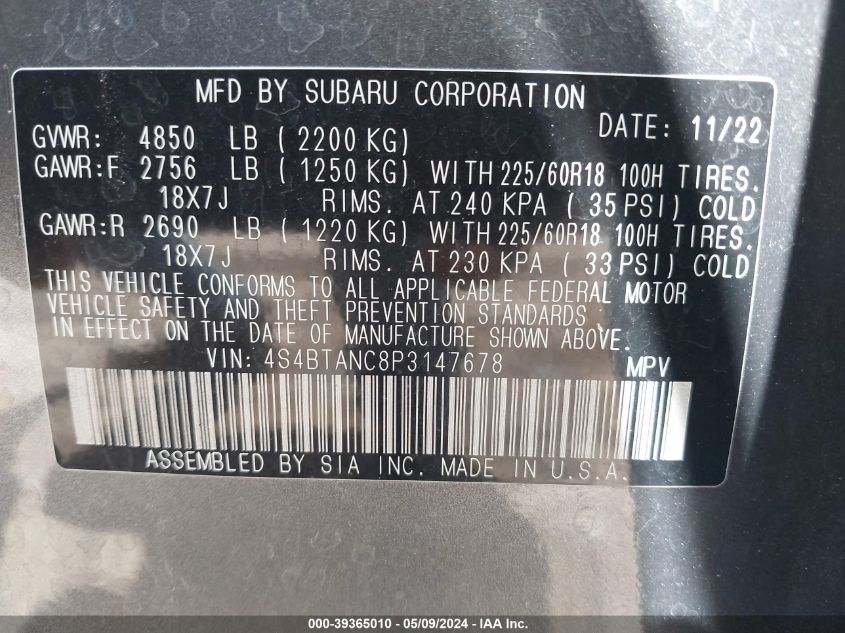 MFD BY SUBARU CORPORATION
DATE: 11/22
GVWR: 4850 LB ( 2200 KG)
GAWR:F 2756 LB ( 1250 KG) WITH 225/60R18 100H TIRES.
18X7J RIMS. AT 240 KPA ( 35 PSI) COLD
GAWR:R 2690 LB ( 1220 KG) WITH 225/60R18 100H TIRES.
18X7J RIMS. AT 230 KPA ( 33 PSI) COLD
THIS VEHICLE CONFORMS TO ALL APPLICABLE FEDERAL MOTOR
VEHICLE SAFETY AND THEFT PREVENTION STANDARDS
IN EFFECT ON THE DATE OF MANUFACTURE SHOWN ABOVE.
VIN: 4S4BTANC8P3147678 MPV
ASSEMBLED BY SIA INC. MADE IN U.S.A.
000-39365010 - 05/09/2024 - IAA Inc.